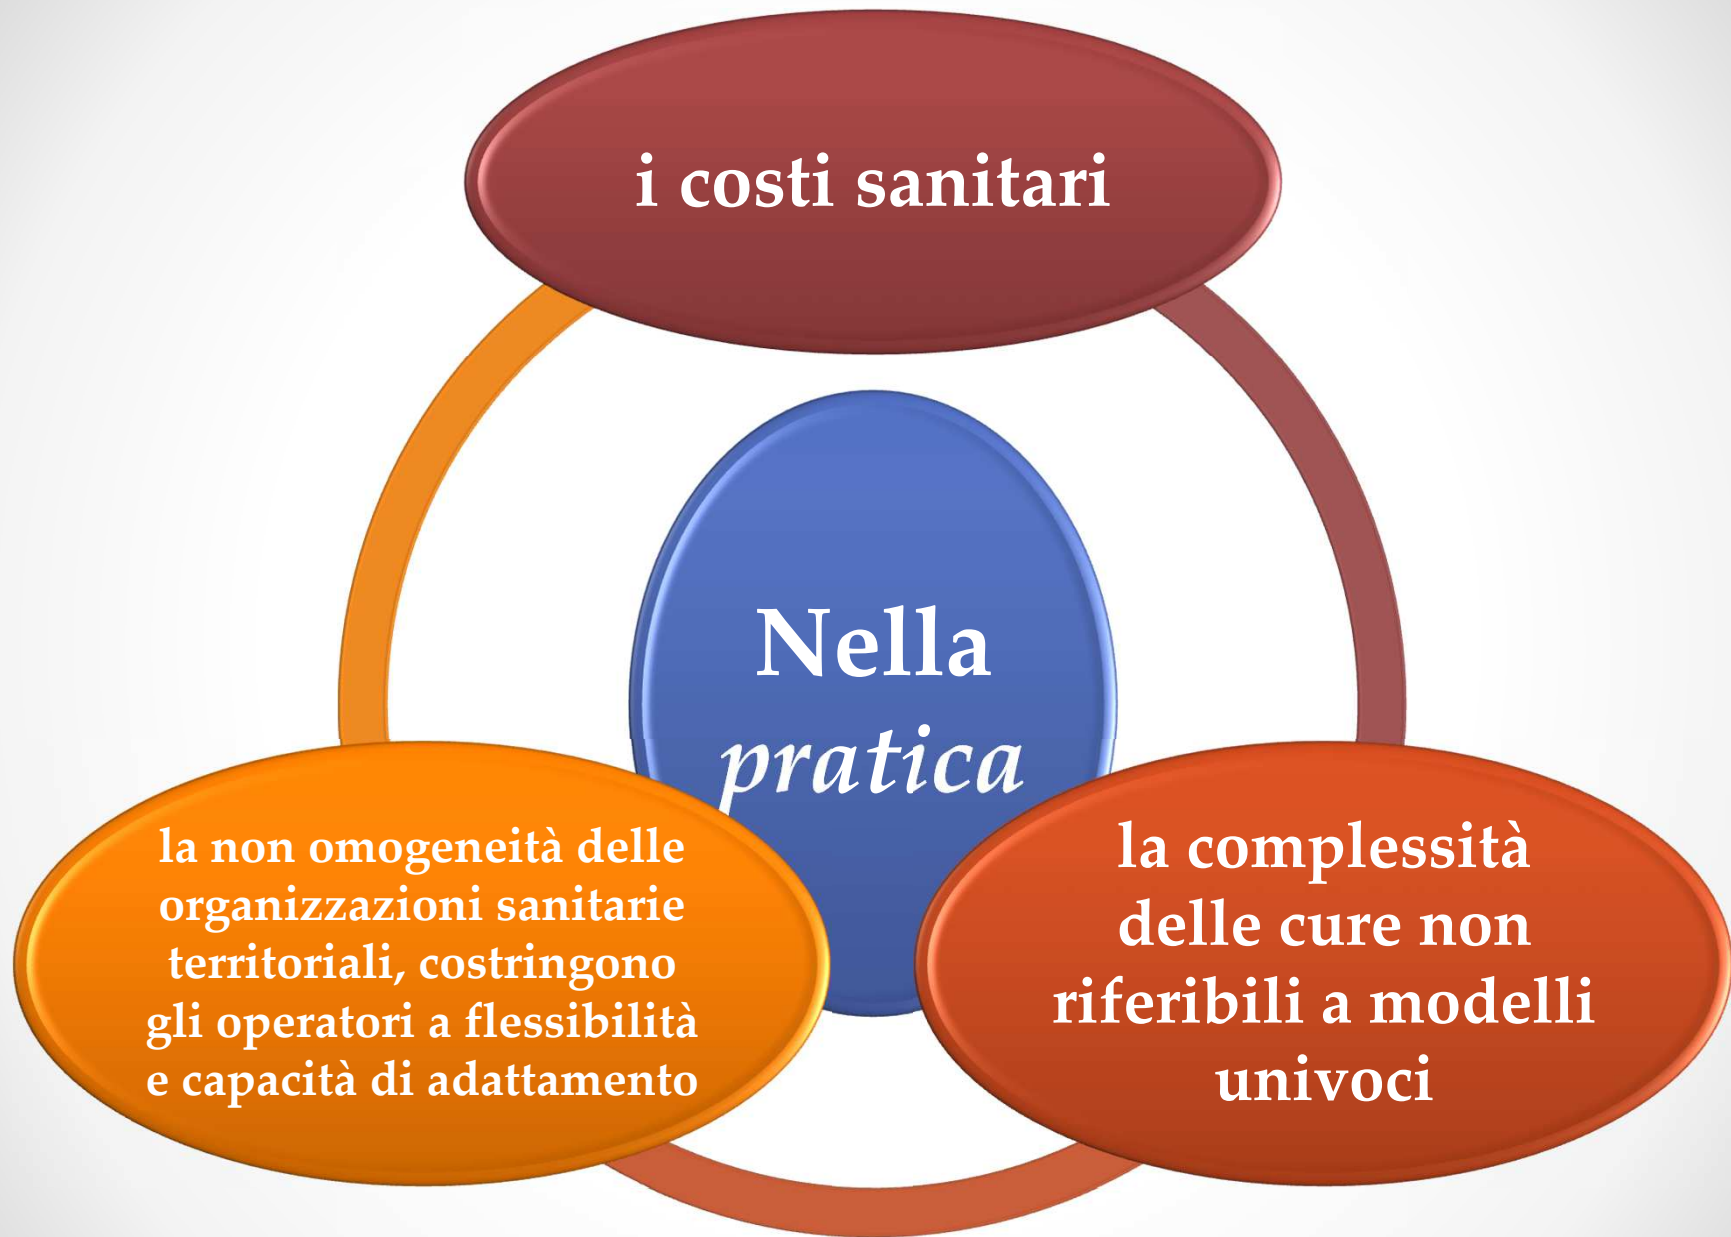 i costi sanitari
Nella
pratica
la non omogeneità delle
organizzazioni sanitarie
territoriali, costringono
gli operatori a flessibilità
e capacità di adattamento
la complessità
delle cure non
riferibili a modelli
univoci